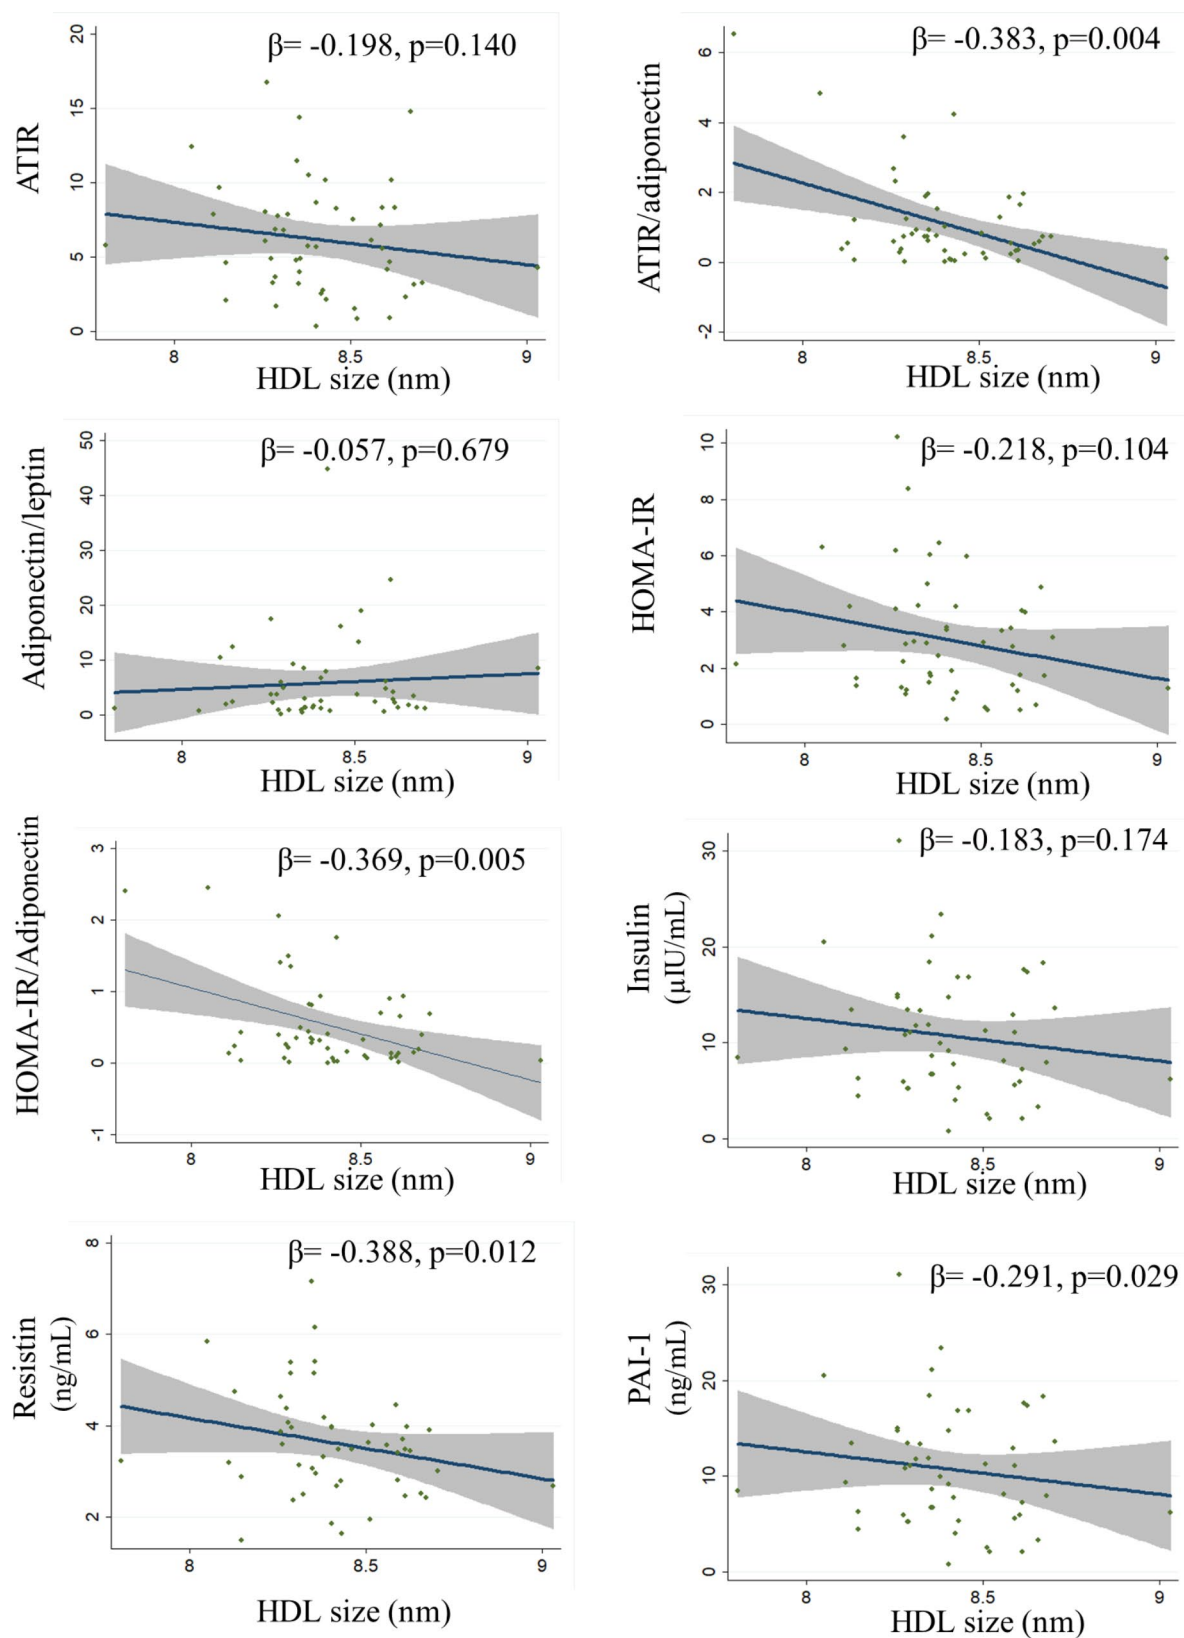 β= -0.198, p=0.140
ATIR
20
15
10
5
0
8
8.5
9
HDL size (nm)
β= -0.383, p=0.004
ATIR/adiponectin
6
4
2
0
-2
8
8.5
9
HDL size (nm)
β= -0.057, p=0.679
Adiponectin/leptin
50
40
30
20
10
0
8
8.5
9
HDL size (nm)
β= -0.218, p=0.104
HOMA-IR
10
8
6
4
2
0
8
8.5
9
HDL size (nm)
β= -0.369, p=0.005
HOMA-IR/Adiponectin
3
2
1
0
-1
8
8.5
9
HDL size (nm)
β= -0.183, p=0.174
Insulin
(μIU/mL)
30
20
10
0
8
8.5
9
HDL size (nm)
β= -0.388, p=0.012
Resistin
(ng/mL)
8
6
4
2
8
8.5
9
HDL size (nm)
β= -0.291, p=0.029
PAI-1
(ng/mL)
30
20
10
0
8
8.5
9
HDL size (nm)